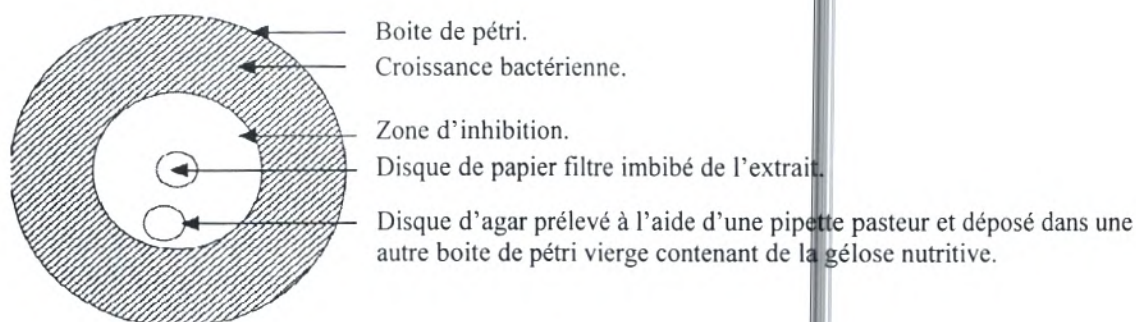 Boite de pétri.
Croissance bactérienne.
Zone d'inhibition.
Disque de papier filtre imbibé de l'extrait.
Disque d'agar prélevé à l'aide d'une pipette pasteur et déposé dans une
autre boite de pétri vierge contenant de la gélose nutritive.